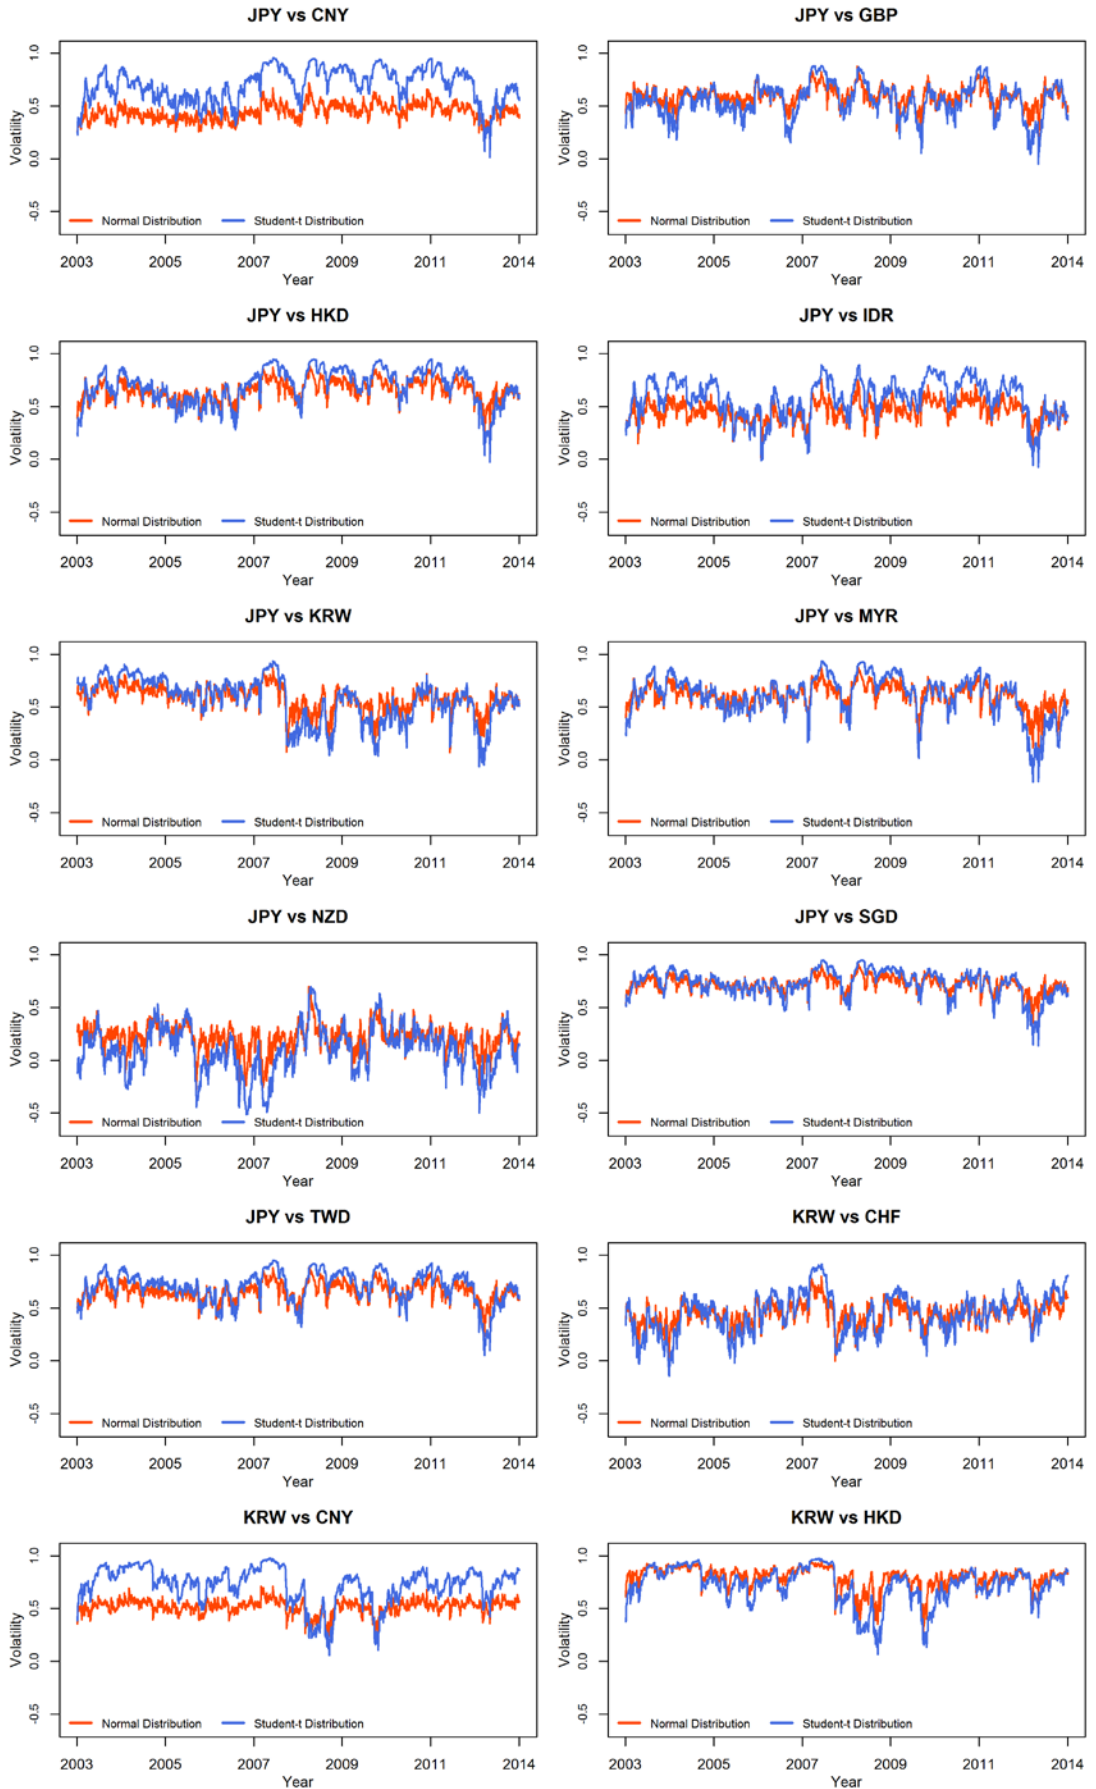 JPY vs CNY
Volatility
1.0
0.5
0.0
-0.5
Normal Distribution Student-t Distribution
2003 2005 2007 2009 2011 2014
Year
JPY vs GBP
Volatility
1.0
0.5
0.0
-0.5
Normal Distribution Student-t Distribution
2003 2005 2007 2009 2011 2014
Year
JPY vs HKD
Volatility
1.0
0.5
0.0
-0.5
Normal Distribution Student-t Distribution
2003 2005 2007 2009 2011 2014
Year
JPY vs IDR
Volatility
1.0
0.5
0.0
-0.5
Normal Distribution Student-t Distribution
2003 2005 2007 2009 2011 2014
Year
JPY vs KRW
Volatility
1.0
0.5
0.0
-0.5
Normal Distribution Student-t Distribution
2003 2005 2007 2009 2011 2014
Year
JPY vs MYR
Volatility
1.0
0.5
0.0
-0.5
Normal Distribution Student-t Distribution
2003 2005 2007 2009 2011 2014
Year
JPY vs NZD
Volatility
1.0
0.5
0.0
-0.5
Normal Distribution Student-t Distribution
2003 2005 2007 2009 2011 2014
Year
JPY vs SGD
Volatility
1.0
0.5
0.0
-0.5
Normal Distribution Student-t Distribution
2003 2005 2007 2009 2011 2014
Year
JPY vs TWD
Volatility
1.0
0.5
0.0
-0.5
Normal Distribution Student-t Distribution
2003 2005 2007 2009 2011 2014
Year
KRW vs CHF
Volatility
1.0
0.5
0.0
-0.5
Normal Distribution Student-t Distribution
2003 2005 2007 2009 2011 2014
Year
KRW vs CNY
Volatility
1.0
0.5
0.0
-0.5
Normal Distribution Student-t Distribution
2003 2005 2007 2009 2011 2014
Year
KRW vs HKD
Volatility
1.0
0.5
0.0
-0.5
Normal Distribution Student-t Distribution
2003 2005 2007 2009 2011 2014
Year